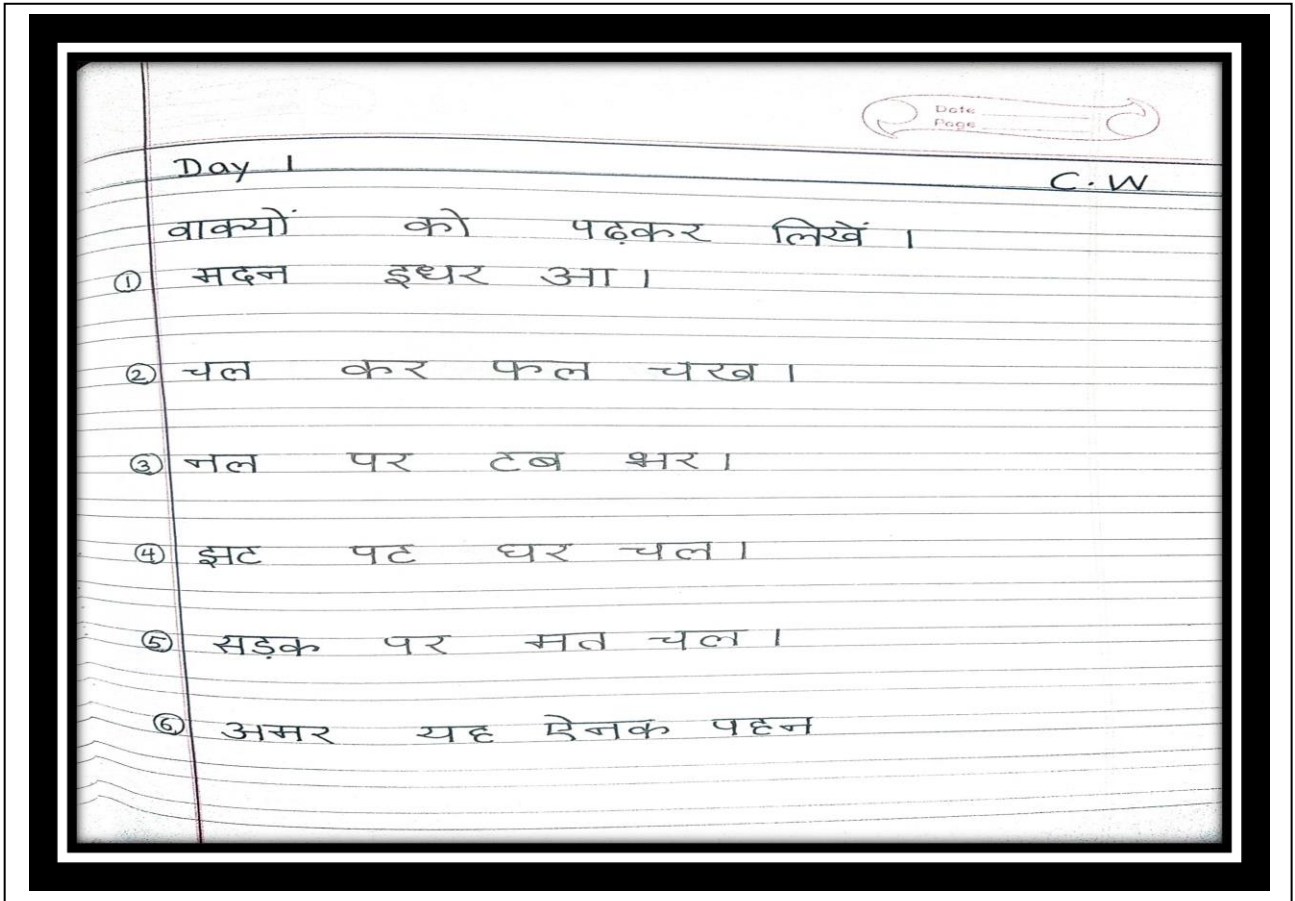 Date
Page
Day 1
C.W
वाक्यों को पढ़कर लिखें ।
① मदन इधर आ ।
② चल कर फल चख ।
③ नल पर टब भर ।
④ झट पट घर चल ।
⑤ सड़क पर मत चल ।
⑥ अमर यह ऐनक पहन